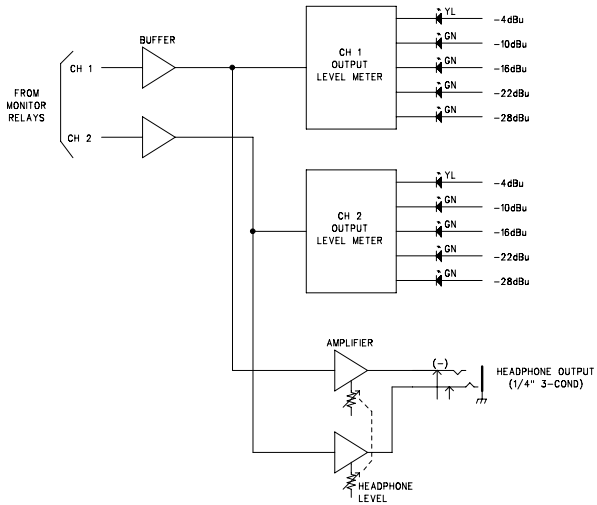 BUFFER
CH 1
CH 2
FROM
MONITOR
RELAYS
CH 1
OUTPUT
LEVEL METER
YL -4dBu
GN -10dBu
GN -16dBu
GN -22dBu
GN -28dBu
CH 2
OUTPUT
LEVEL METER
YL -4dBu
GN -10dBu
GN -16dBu
GN -22dBu
GN -28dBu
AMPLIFIER
(-)
HEADPHONE OUTPUT
(1/4" 3-COND)
HEADPHONE
LEVEL